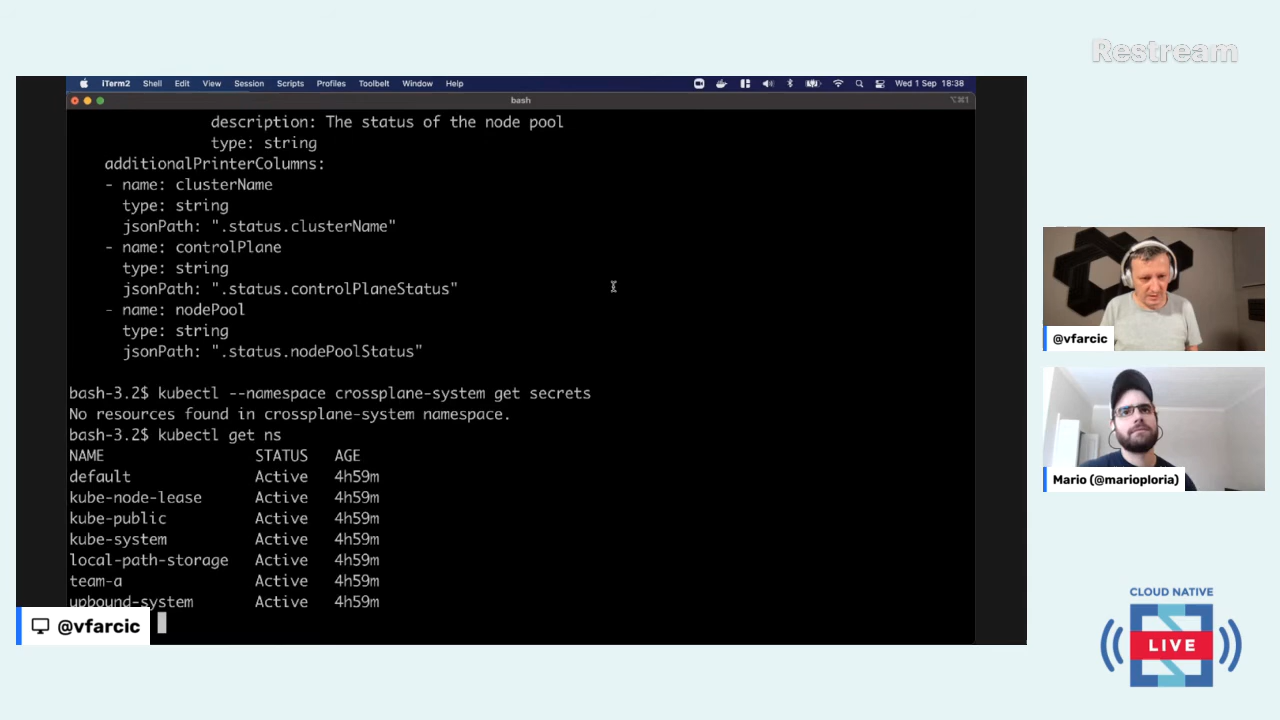 Restream
iTerm2 Shell Edit View Session Scripts Profiles Toolbelt Window Help Wed 1 Sep 18:38
bash
⌥⌘1
description: The status of the node pool
type: string
additionalPrinterColumns:
- name: clusterName
type: string
jsonPath: ".status.clusterName"
- name: controlPlane
type: string
jsonPath: ".status.controlPlaneStatus"
- name: nodePool
type: string
jsonPath: ".status.nodePoolStatus"
bash-3.2$ kubectl --namespace crossplane-system get secrets
No resources found in crossplane-system namespace.
bash-3.2$ kubectl get ns
NAME STATUS AGE
default Active 4h59m
kube-node-lease Active 4h59m
kube-public Active 4h59m
kube-system Active 4h59m
local-path-storage Active 4h59m
team-a Active 4h59m
upbound-system Active 4h59m
@vfarcic
@vfarcic
Mario (@marioploria)
CLOUD NATIVE
LIVE